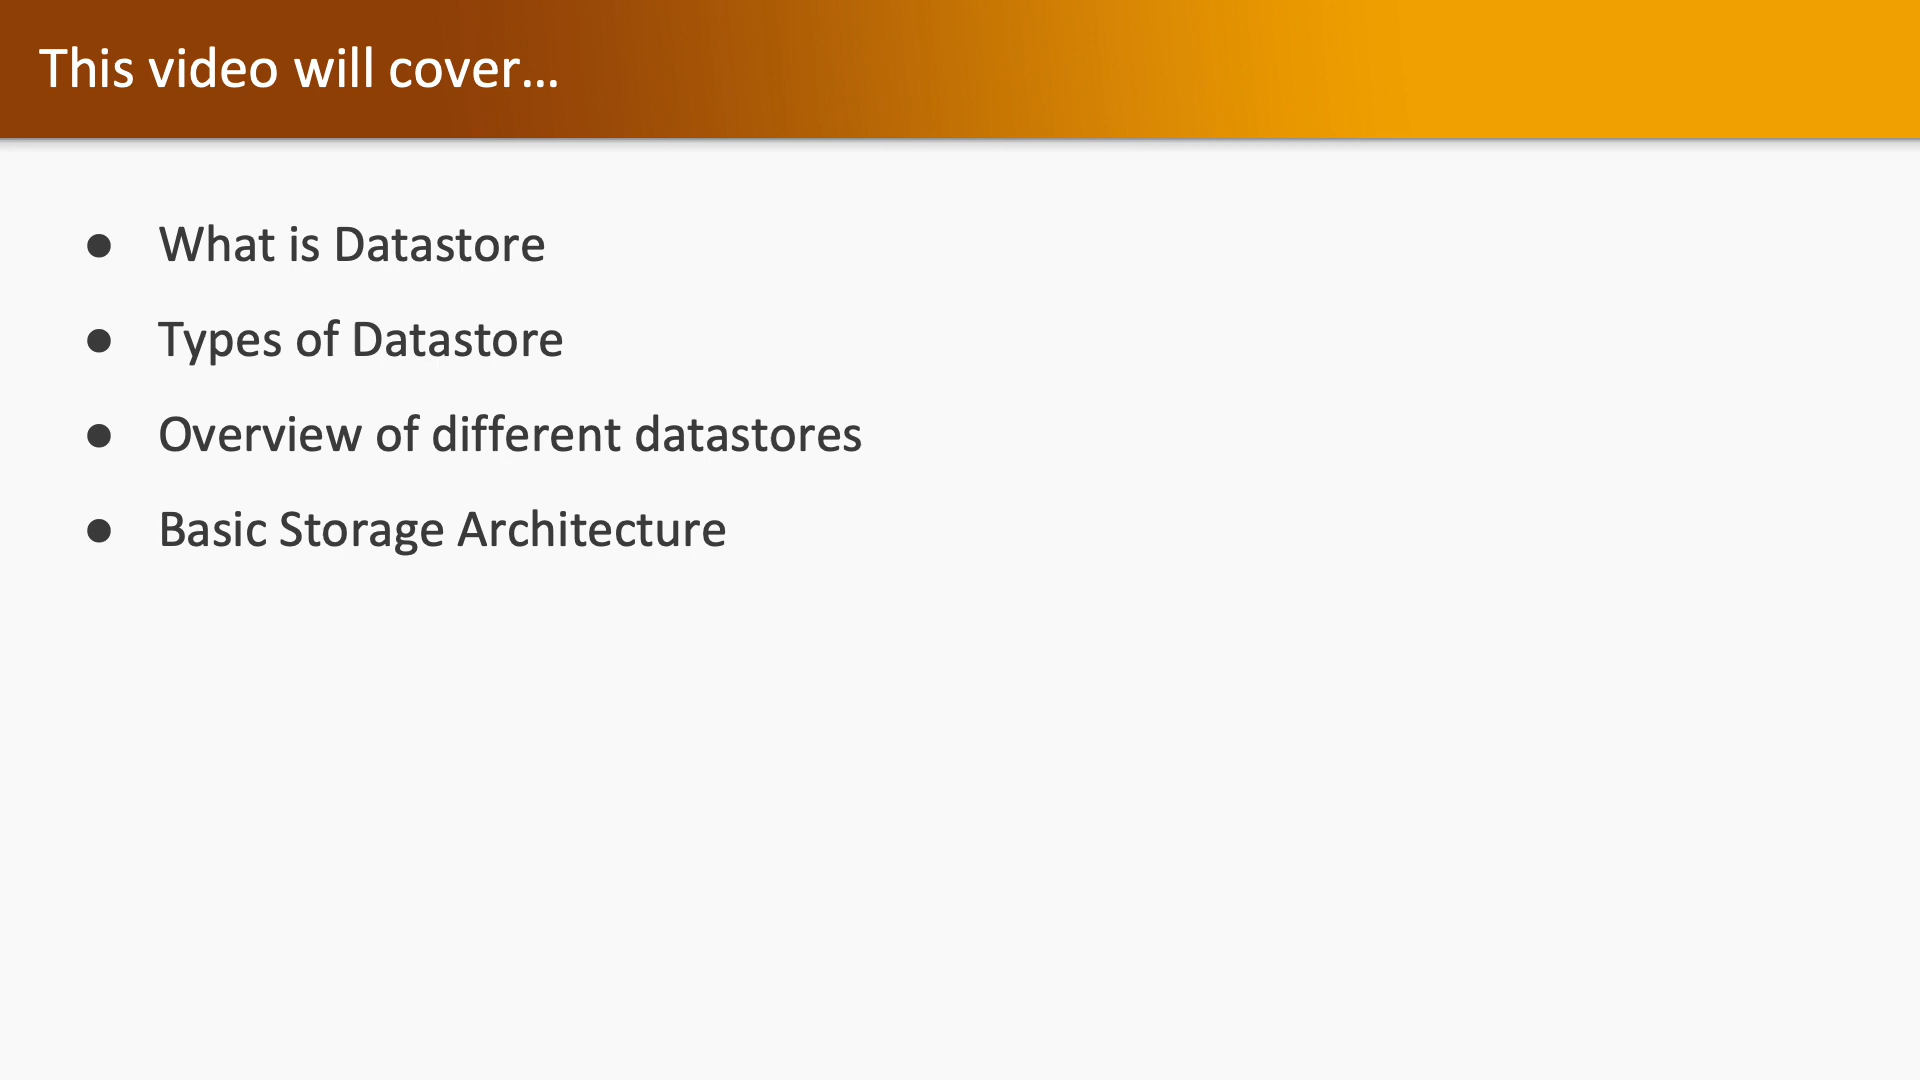 This video will cover...
● What is Datastore
● Types of Datastore
● Overview of different datastores
● Basic Storage Architecture